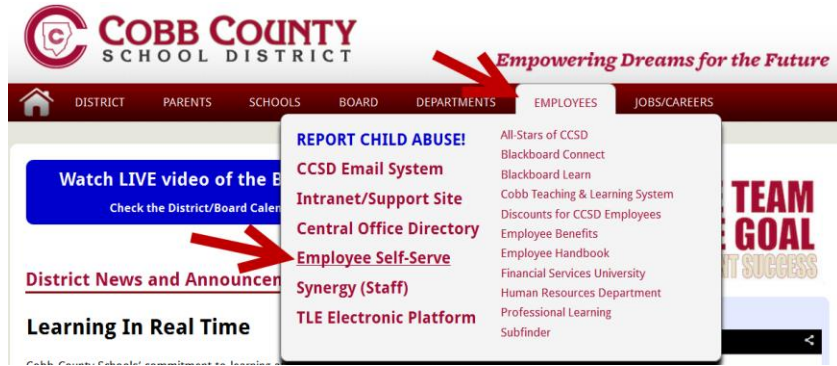 COBB COUNTY
SCHOOL DISTRICT
Empowering Dreams for the Future
DISTRICT PARENTS SCHOOLS BOARD DEPARTMENTS EMPLOYEES JOBS/CAREERS
REPORT CHILD ABUSE!
CCSD Email System
Intranet/Support Site
Central Office Directory
Employee Self-Serve
Synergy (Staff)
TLE Electronic Platform
All-Stars of CCSD
Blackboard Connect
Blackboard Learn
Cobb Teaching & Learning System
Discounts for CCSD Employees
Employee Benefits
Employee Handbook
Financial Services University
Human Resources Department
Professional Learning
Subfinder
Watch LIVE video of the B
Check the District/Board Calen
TEAM
GOAL
SUCCESS
District News and Announcem
Learning In Real Time
Cobb County Schools' commitment to learning